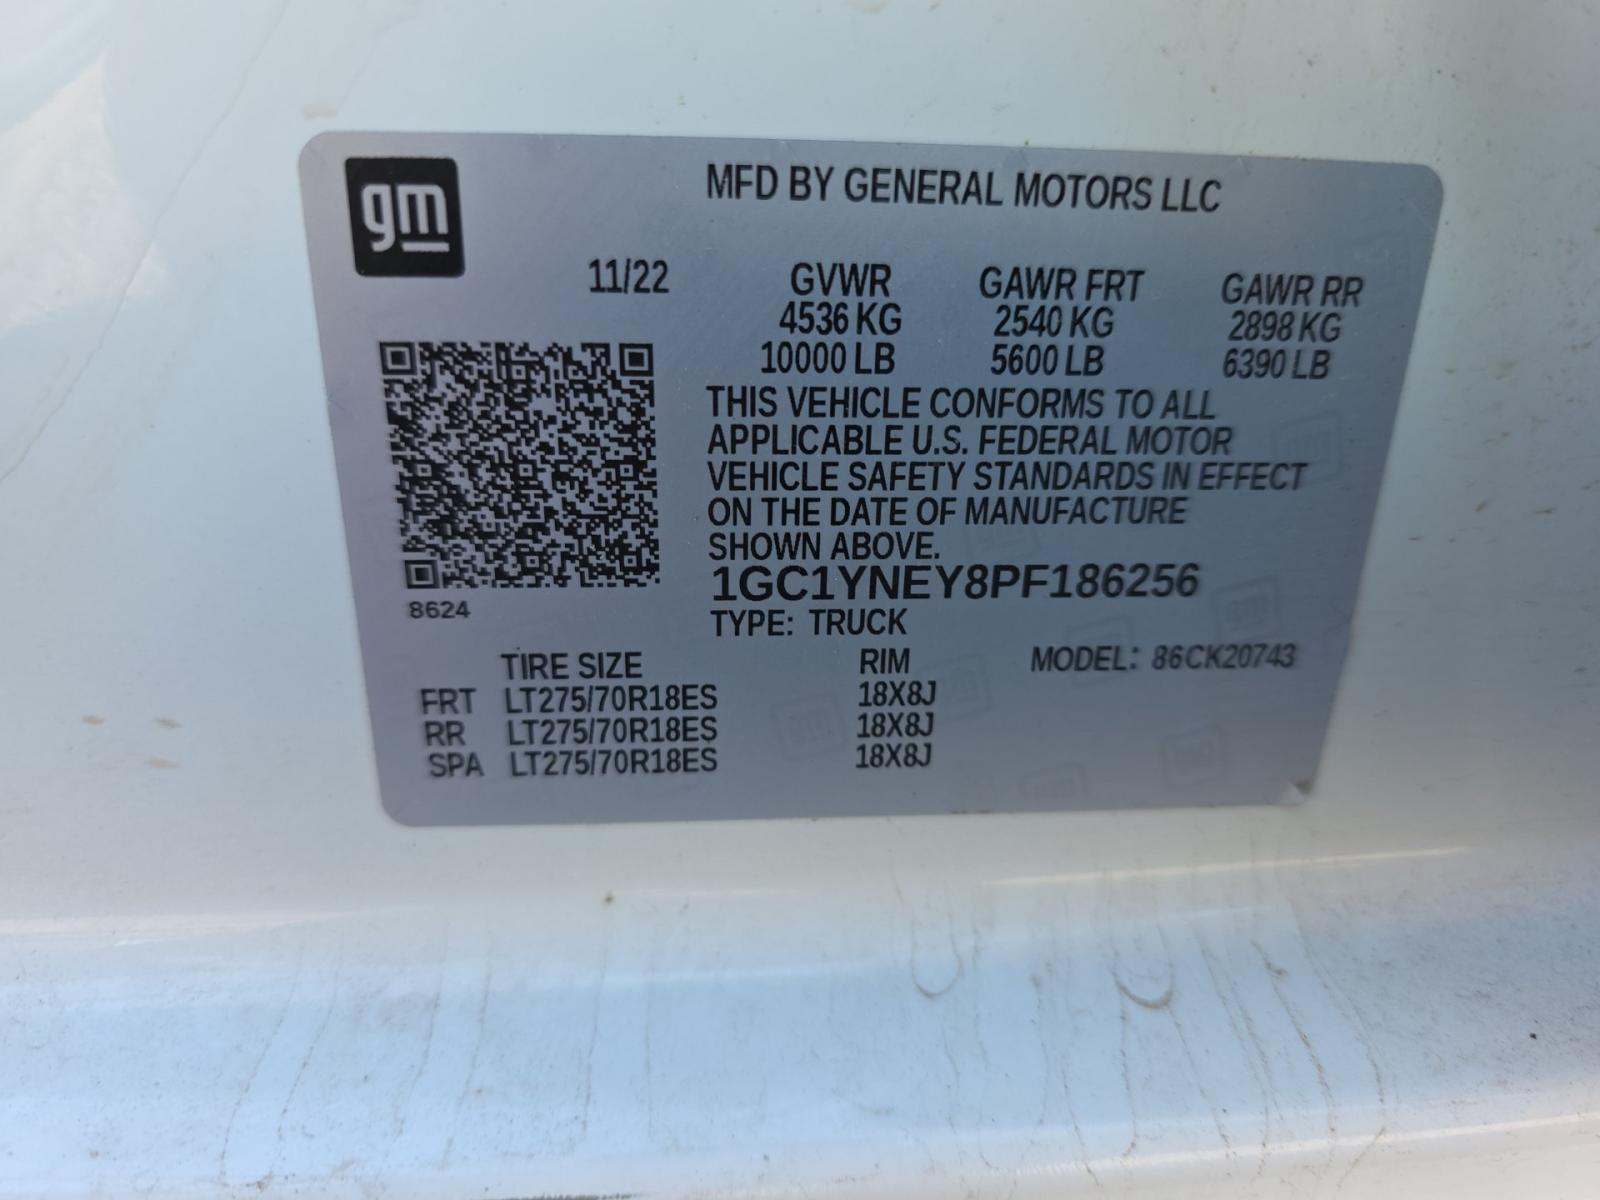 gm
MFD BY GENERAL MOTORS LLC
11/22 GVWR GAWR FRT GAWR RR
4536 KG 2540 KG 2898 KG
10000 LB 5600 LB 6390 LB
THIS VEHICLE CONFORMS TO ALL
APPLICABLE U.S. FEDERAL MOTOR
VEHICLE SAFETY STANDARDS IN EFFECT
ON THE DATE OF MANUFACTURE
SHOWN ABOVE.
1GC1YNEY8PF186256
8624
TYPE: TRUCK
TIRE SIZE RIM MODEL: 86CK20743
FRT LT275/70R18ES 18X8J
RR LT275/70R18ES 18X8J
SPA LT275/70R18ES 18X8J